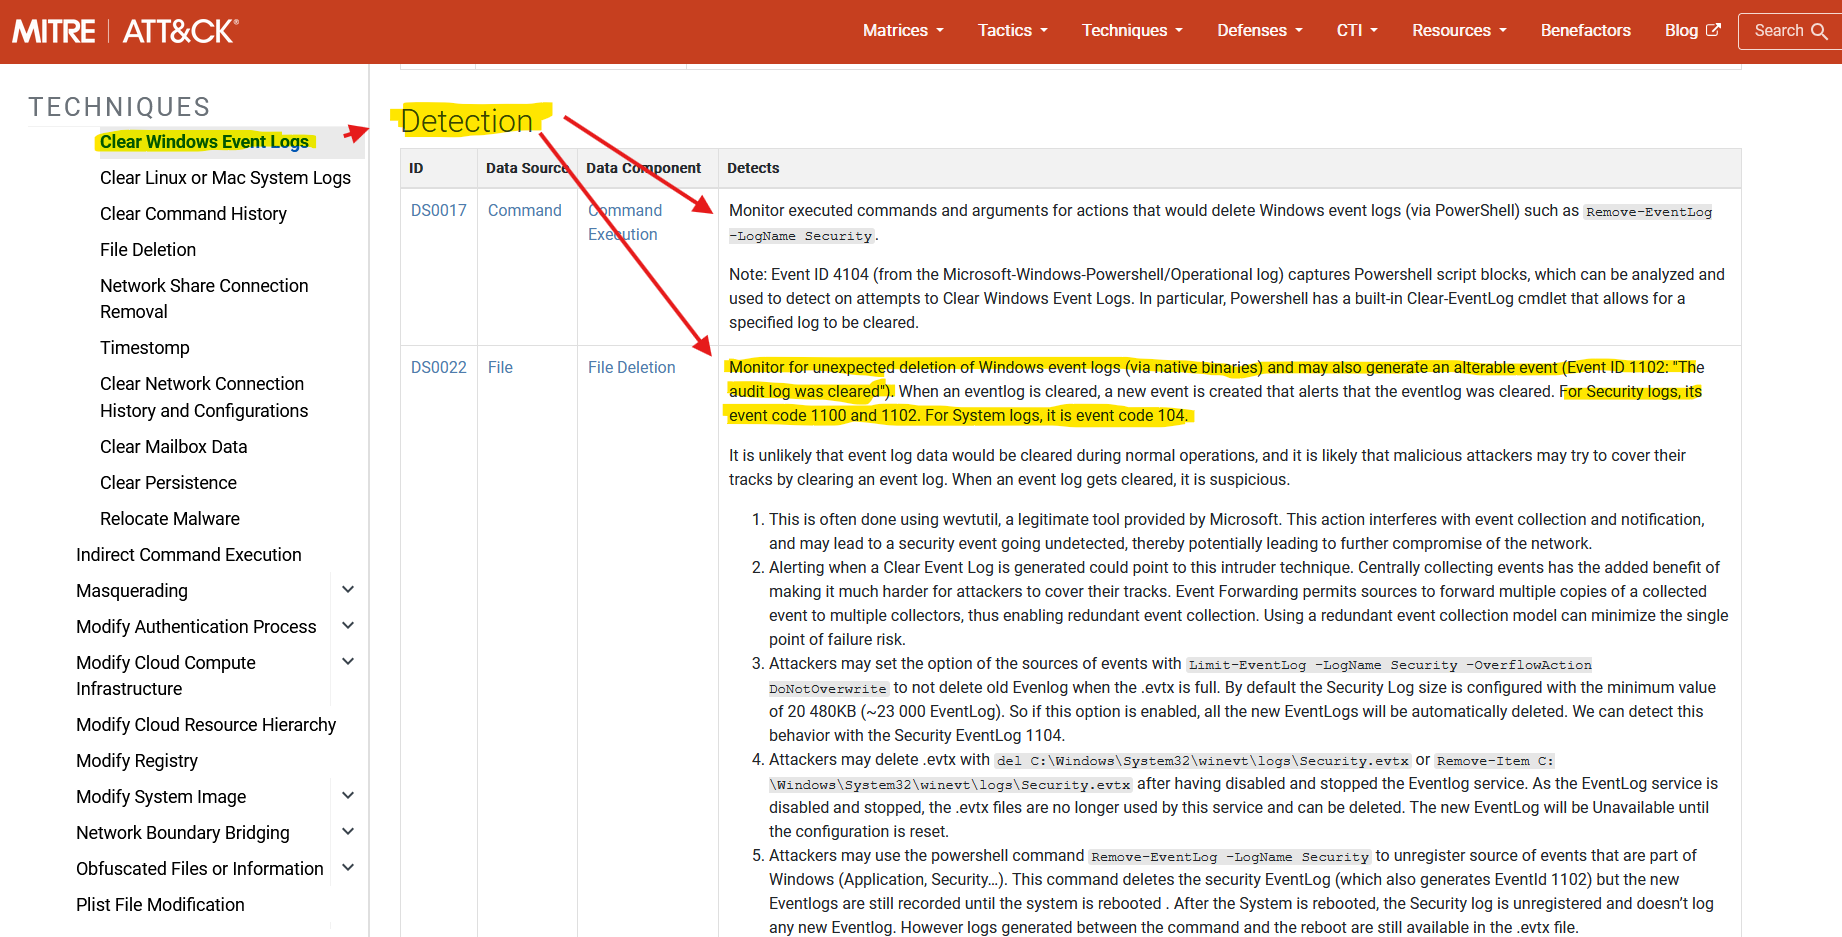 MITRE | ATT&CK®
Matrices
Tactics
Techniques
Defenses
CTI
Resources
Benefactors
Blog
Search
TECHNIQUES
Clear Windows Event Logs
Clear Linux or Mac System Logs
Clear Command History
File Deletion
Network Share Connection
Removal
Timestomp
Clear Network Connection
History and Configurations
Clear Mailbox Data
Clear Persistence
Relocate Malware
Indirect Command Execution
Masquerading
Modify Authentication Process
Modify Cloud Compute
Infrastructure
Modify Cloud Resource Hierarchy
Modify Registry
Modify System Image
Network Boundary Bridging
Obfuscated Files or Information
Plist File Modification
Detection
ID Data Source Data Component Detects
DS0017 Command Command
Execution
Monitor executed commands and arguments for actions that would delete Windows event logs (via PowerShell) such as Remove-EventLog
-LogName Security.
Note: Event ID 4104 (from the Microsoft-Windows-Powershell/Operational log) captures Powershell script blocks, which can be analyzed and
used to detect on attempts to Clear Windows Event Logs. In particular, Powershell has a built-in Clear-EventLog cmdlet that allows for a
specified log to be cleared.
DS0022 File File Deletion
Monitor for unexpected deletion of Windows event logs (via native binaries) and may also generate an alterable event (Event ID 1102: "The
audit log was cleared"). When an eventlog is cleared, a new event is created that alerts that the eventlog was cleared. For Security logs, its
event code 1100 and 1102. For System logs, it is event code 104.
It is unlikely that event log data would be cleared during normal operations, and it is likely that malicious attackers may try to cover their
tracks by clearing an event log. When an event log gets cleared, it is suspicious.
1. This is often done using wevtutil, a legitimate tool provided by Microsoft. This action interferes with event collection and notification,
and may lead to a security event going undetected, thereby potentially leading to further compromise of the network.
2. Alerting when a Clear Event Log is generated could point to this intruder technique. Centrally collecting events has the added benefit of
making it much harder for attackers to cover their tracks. Event Forwarding permits sources to forward multiple copies of a collected
event to multiple collectors, thus enabling redundant event collection. Using a redundant event collection model can minimize the single
point of failure risk.
3. Attackers may set the option of the sources of events with Limit-EventLog -LogName Security -OverflowAction
DoNotOverwrite to not delete old Evenlog when the .evtx is full. By default the Security Log size is configured with the minimum value
of 20 480KB (~23 000 EventLog). So if this option is enabled, all the new EventLogs will be automatically deleted. We can detect this
behavior with the Security EventLog 1104.
4. Attackers may delete .evtx with del C:\Windows\System32\winevt\logs\Security.evtx or Remove-Item C:
\Windows\System32\winevt\logs\Security.evtx after having disabled and stopped the Eventlog service. As the EventLog service is
disabled and stopped, the .evtx files are no longer used by this service and can be deleted. The new EventLog will be Unavailable until
the configuration is reset.
5. Attackers may use the powershell command Remove-EventLog -LogName Security to unregister source of events that are part of
Windows (Application, Security…). This command deletes the security EventLog (which also generates EventId 1102) but the new
Eventlogs are still recorded until the system is rebooted . After the System is rebooted, the Security log is unregistered and doesn't log
any new Eventlog. However logs generated between the command and the reboot are still available in the .evtx file.